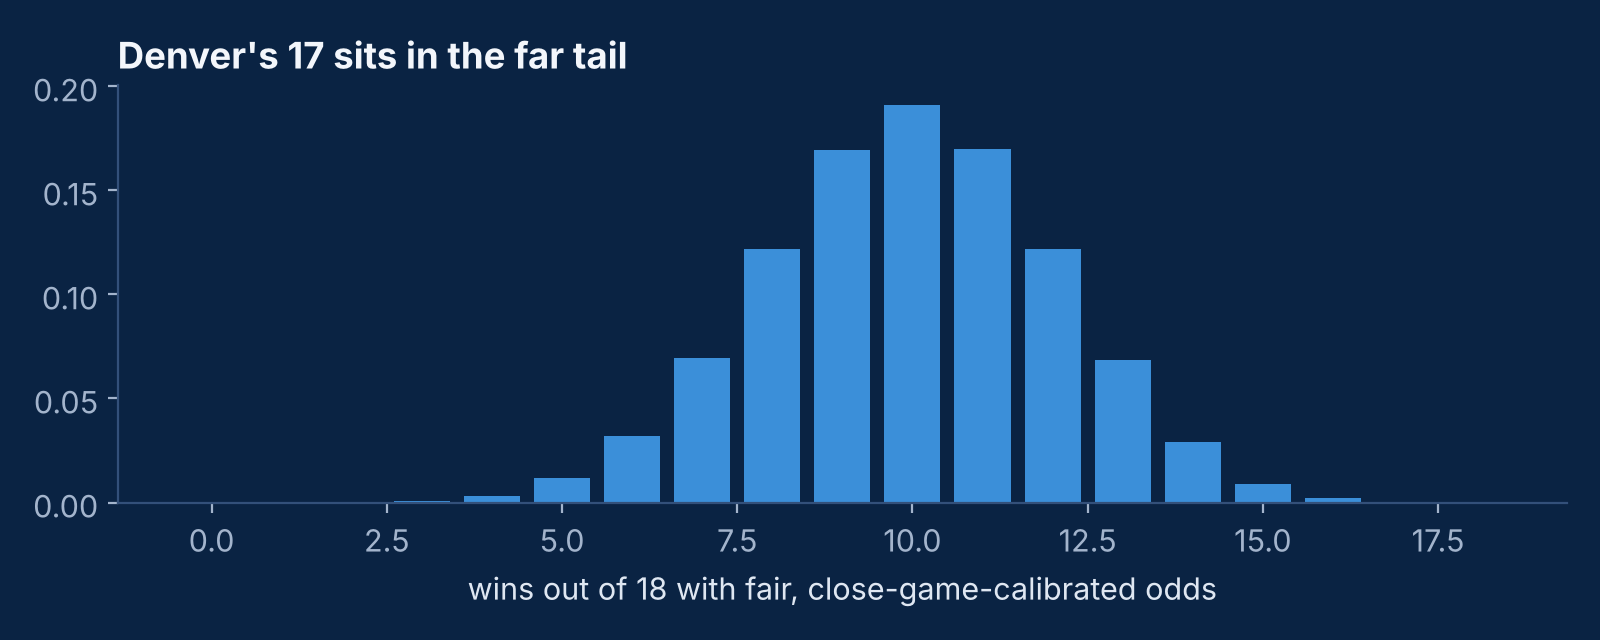 Denver's 17 sits in the far tail
0.20
0.15
0.10
0.05
0.00
0.0 2.5 5.0 7.5 10.0 12.5 15.0 17.5
wins out of 18 with fair, close-game-calibrated odds